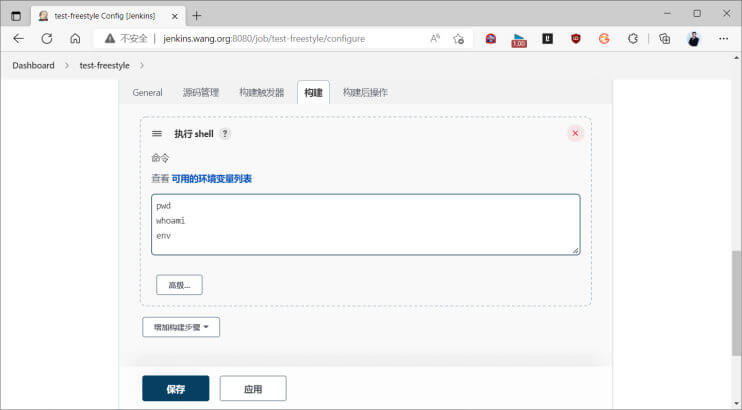 test-freestyle Config [Jenkins]
不安全 | jenkins.wang.org:8080/job/test-freestyle/configure
1.00
Dashboard > test-freestyle >
General 源码管理 构建触发器 构建 构建后操作
执行 shell ?
命令
查看 可用的环境变量列表
pwd
whoami
env
高级...
增加构建步骤
保存 应用